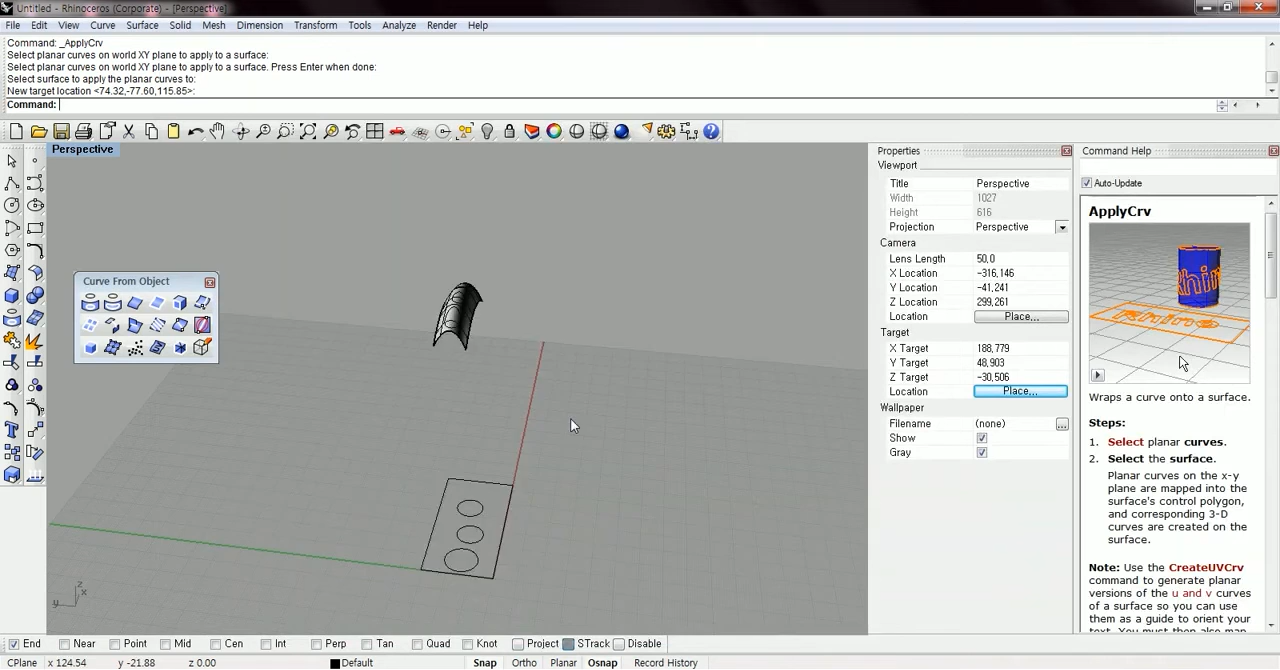 Untitled - Rhinoceros (Corporate) - [Perspective]
File Edit View Curve Surface Solid Mesh Dimension Transform Tools Analyze Render Help
Command: _ApplyCrv
Select planar curves on world XY plane to apply to a surface:
Select planar curves on world XY plane to apply to a surface. Press Enter when done:
Select surface to apply the planar curves to:
New target location <74.32,-77.60,115.85>:
Command:
Perspective
Curve From Object
z
x
y
Properties
Viewport
Title Perspective
Width 1027
Height 616
Projection Perspective
Camera
Lens Length 50,0
X Location -316,146
Y Location -41,241
Z Location 299,261
Location Place...
Target
X Target 188,779
Y Target 48,903
Z Target -30,506
Location Place...
Wallpaper
Filename (none) ...
Show
Gray
Command Help
Auto-Update
ApplyCrv
Wraps a curve onto a surface.
Steps:
1. Select planar curves.
2. Select the surface.
Planar curves on the x-y
plane are mapped into the
surface's control polygon,
and corresponding 3-D
curves are created on the
surface.
Note: Use the CreateUVCrv
command to generate planar
versions of the u and v curves
of a surface so you can use
them as a guide to orient your
text. You must then also map
End Near Point Mid Cen Int Perp Tan Quad Knot Project STrack Disable
CPlane x 124.54 y -21.88 z 0.00 Default Snap Ortho Planar Osnap Record History